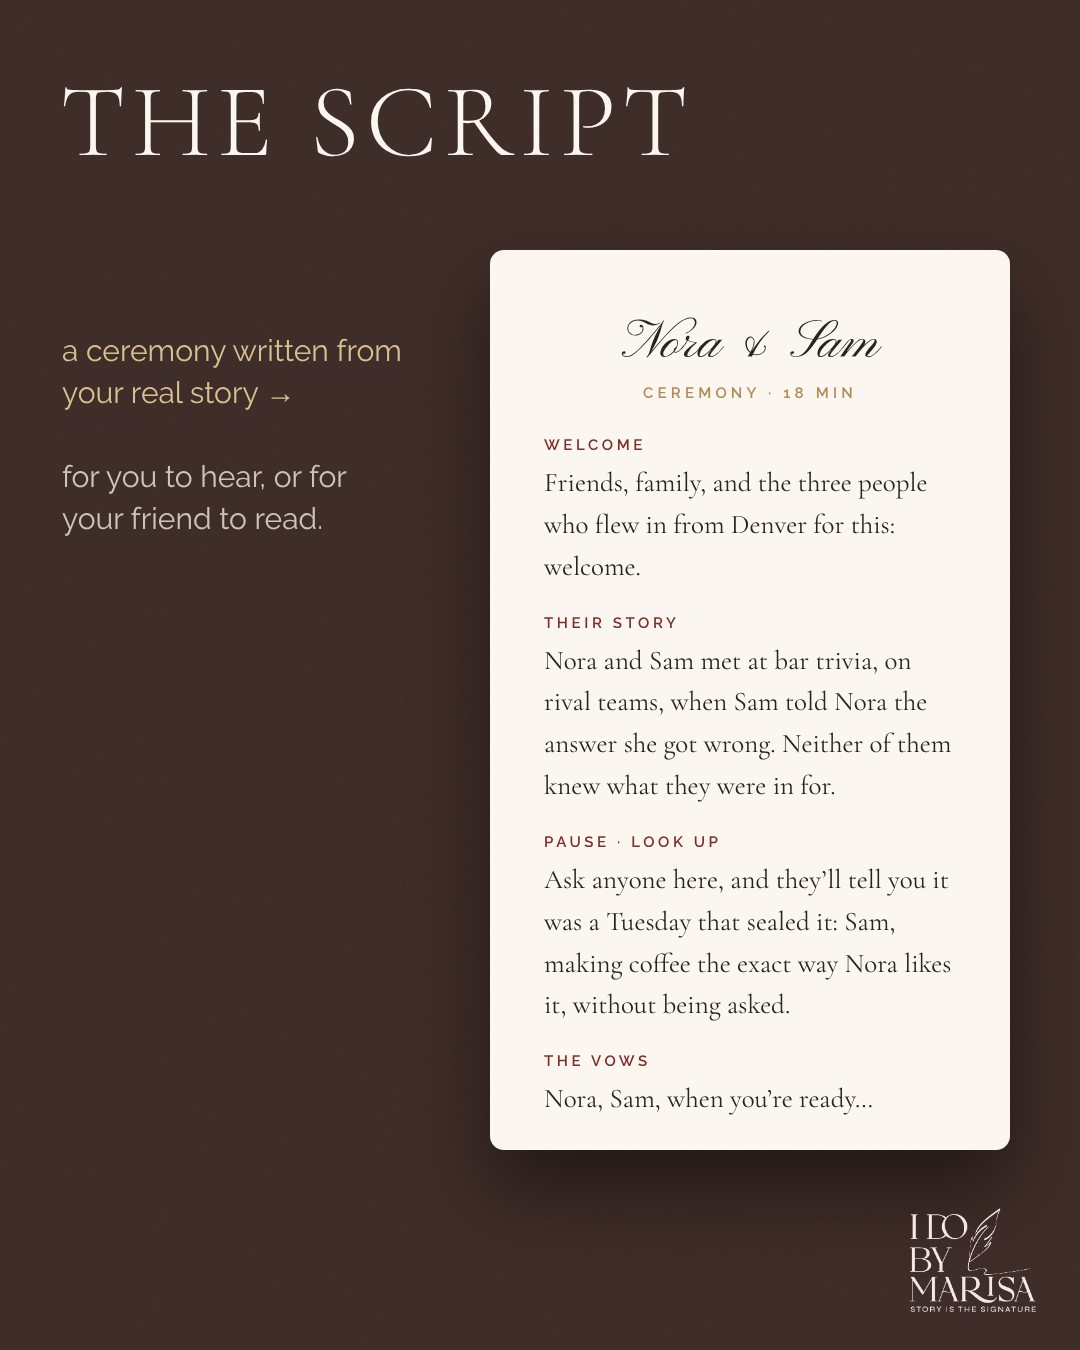 THE SCRIPT
a ceremony written from
your real story →
for you to hear, or for
your friend to read.
Nora & Sam
CEREMONY · 18 MIN
WELCOME
Friends, family, and the three people
who flew in from Denver for this:
welcome.
THEIR STORY
Nora and Sam met at bar trivia, on
rival teams, when Sam told Nora the
answer she got wrong. Neither of them
knew what they were in for.
PAUSE · LOOK UP
Ask anyone here, and they’ll tell you it
was a Tuesday that sealed it: Sam,
making coffee the exact way Nora likes
it, without being asked.
THE VOWS
Nora, Sam, when you’re ready...
I DO
BY
MARISA
STORY IS THE SIGNATURE